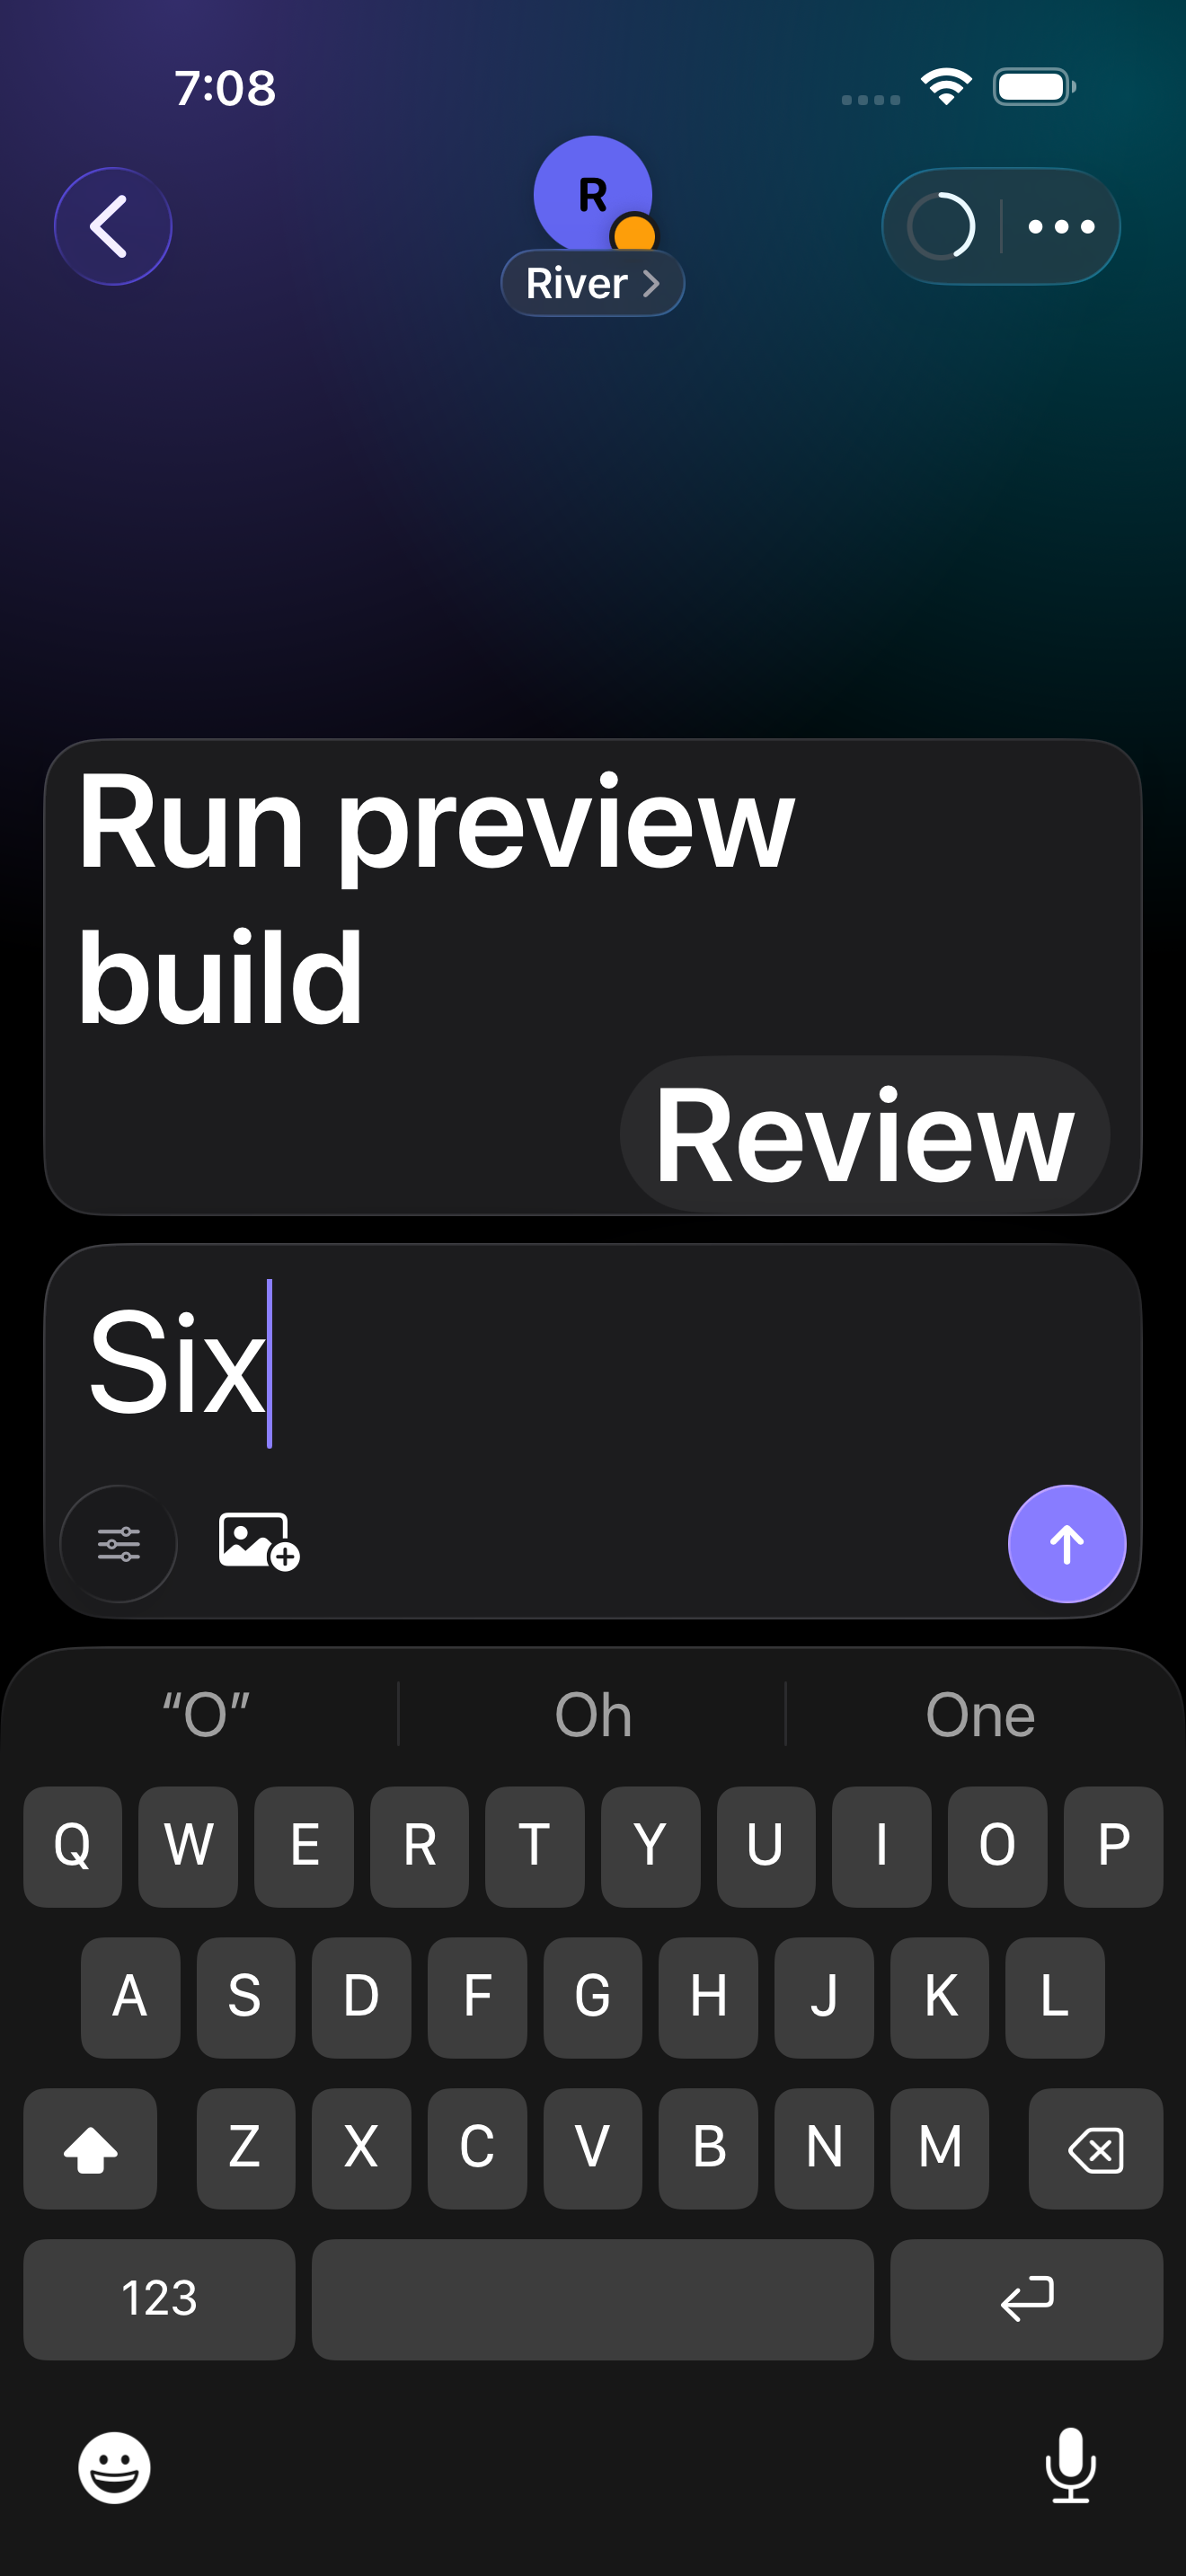 7:08
R
River
Run preview
build
Review
Six
“O” Oh One
Q W E R T Y U I O P
A S D F G H J K L
Z X C V B N M
123